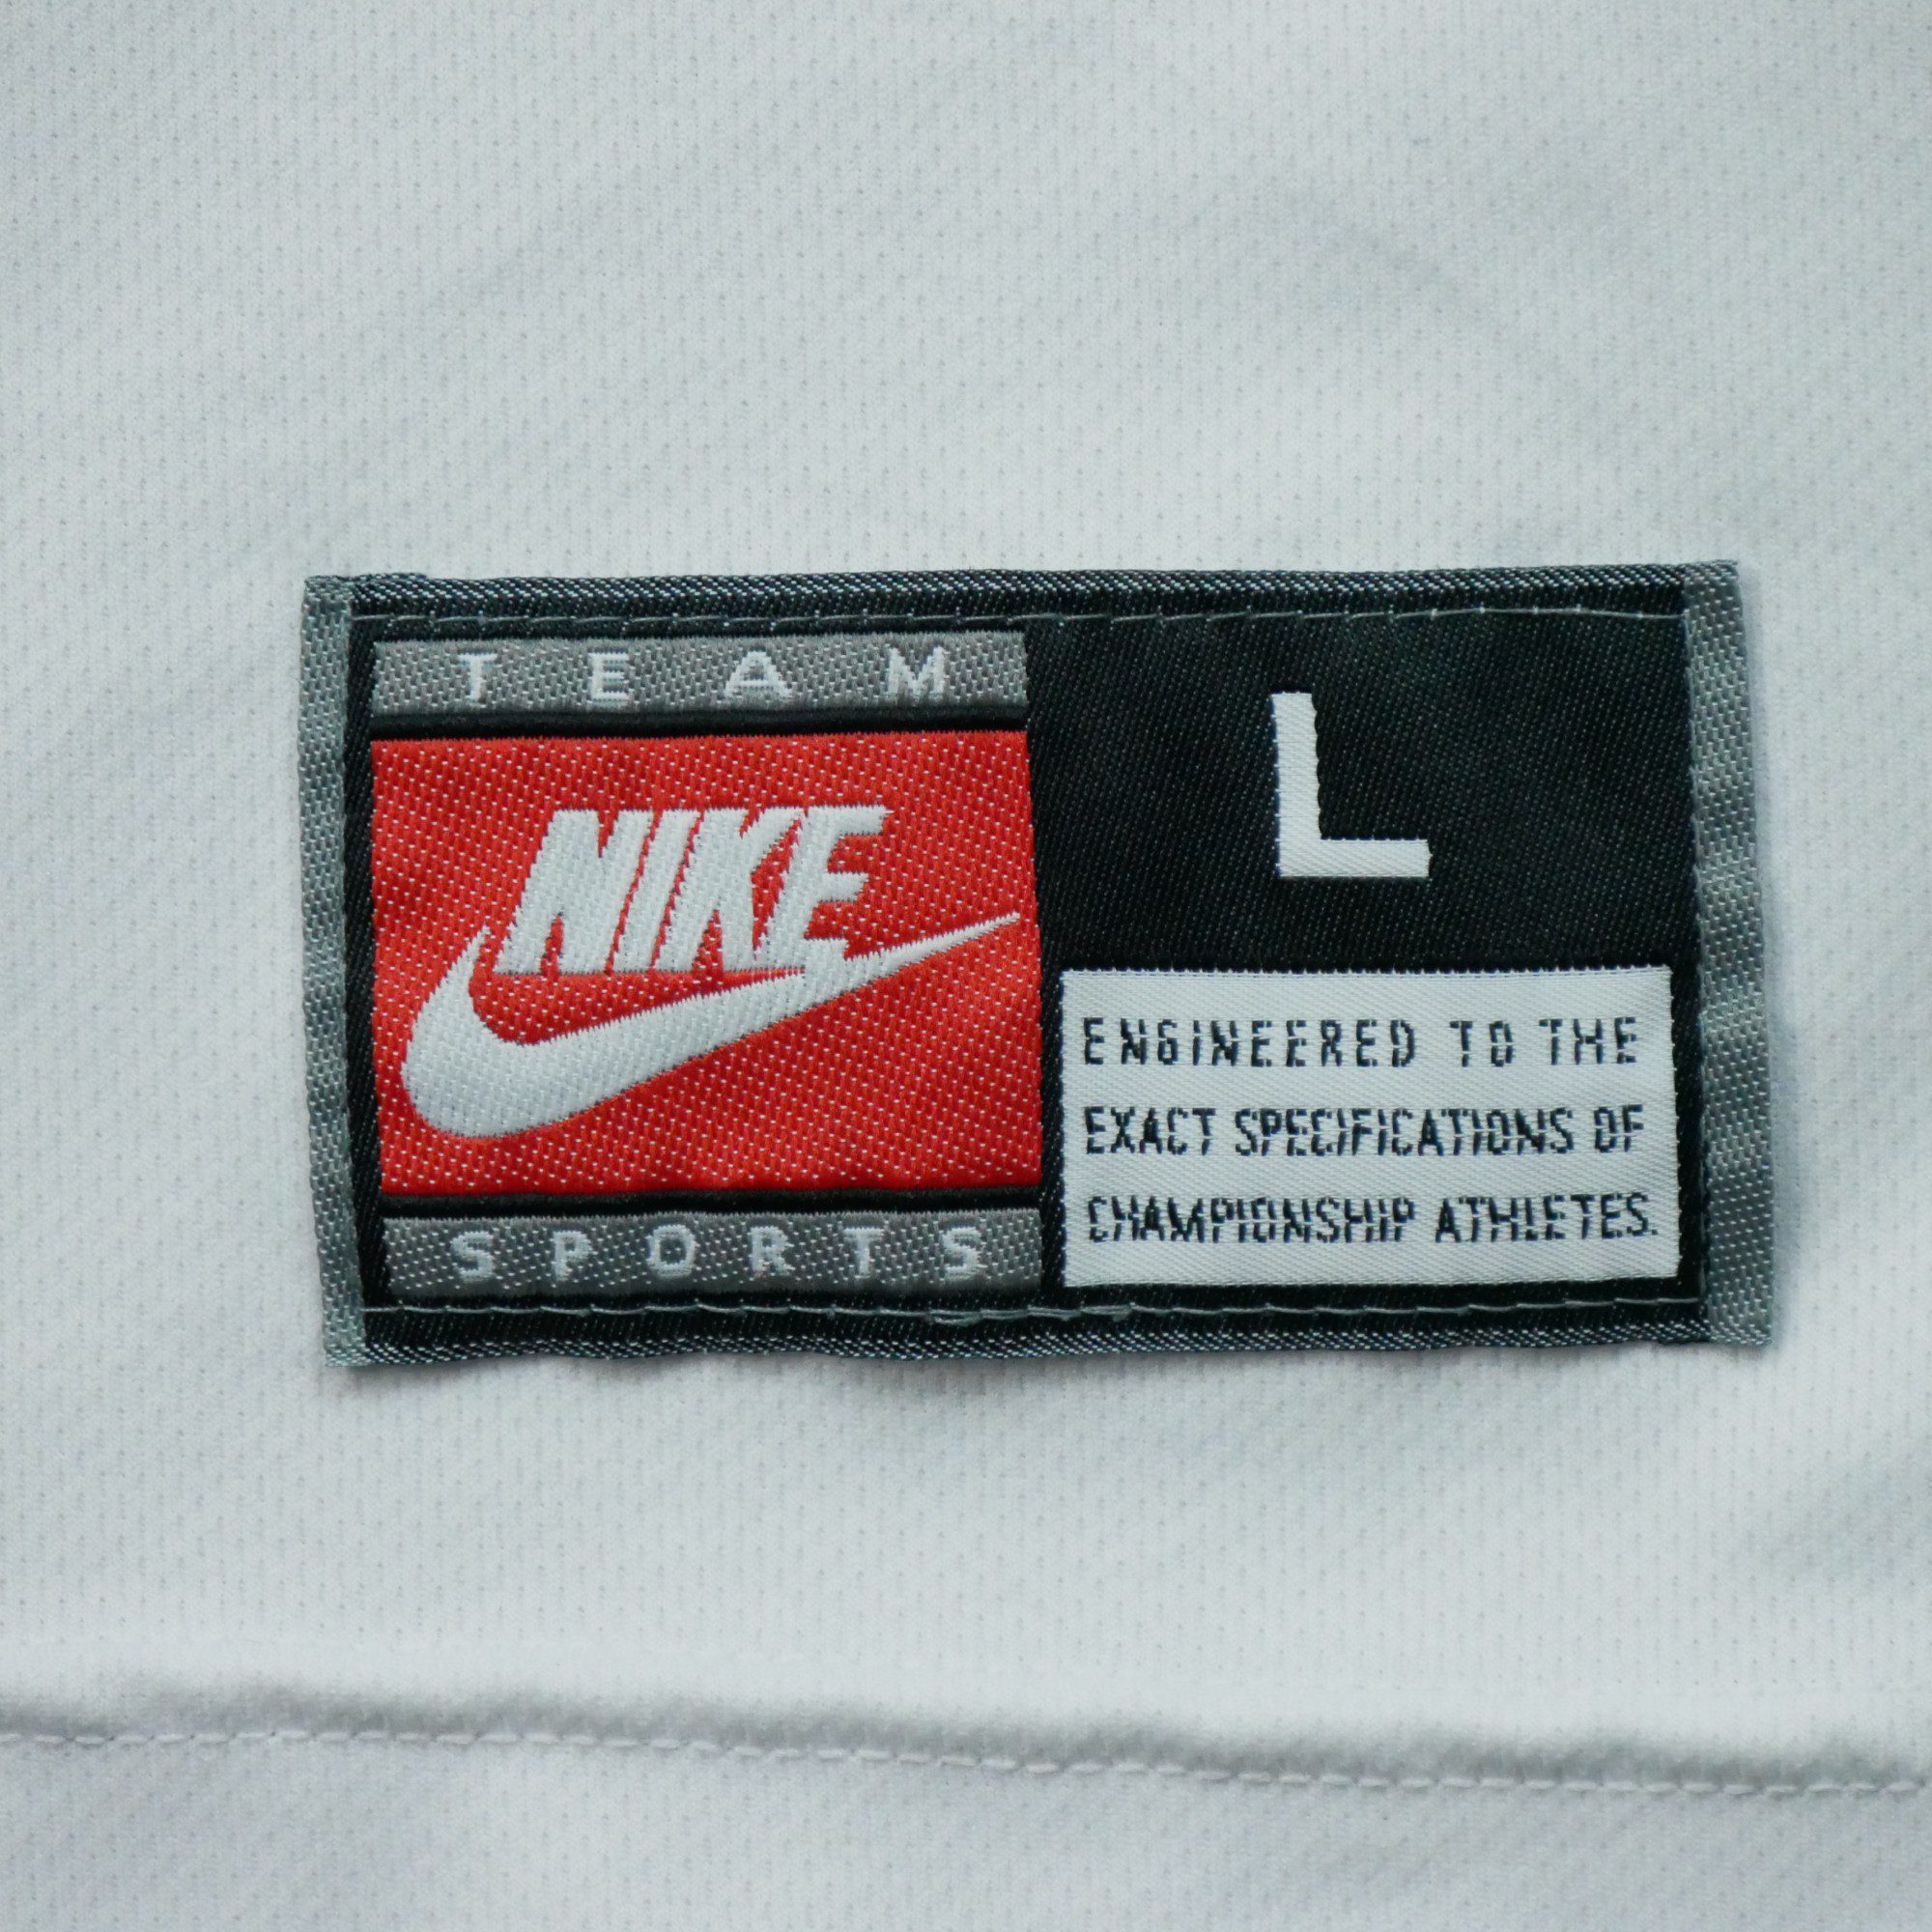 TEAM
NIKE
SPORTS
L
ENGINEERED TO THE
EXACT SPECIFICATIONS OF
CHAMPIONSHIP ATHLETES.